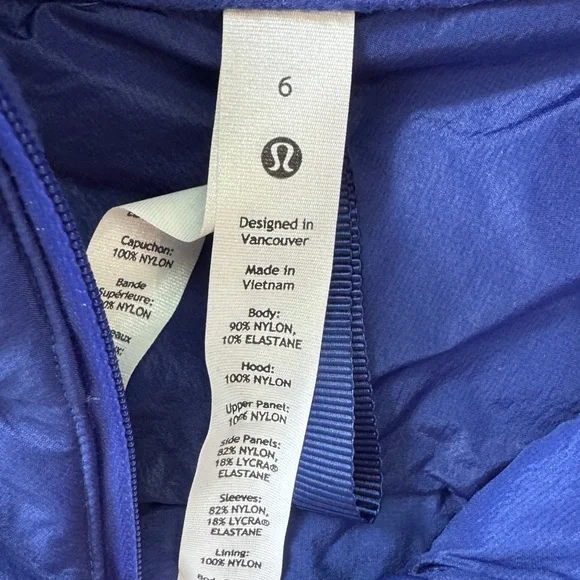 6
Designed in
Vancouver
Made in
Vietnam
Body:
90% NYLON,
10% ELASTANE
Hood:
100% NYLON
Upper Panel:
NYLON
Side Panels:
82% NYLON,
18% LYCRA®
ELASTANE
Sleeves:
82% NYLON,
18% LYCRA®
ELASTANE
Lining:
100% NYLON
Capuchon:
100% NYLON
Bande
Supérieure:
NYLON